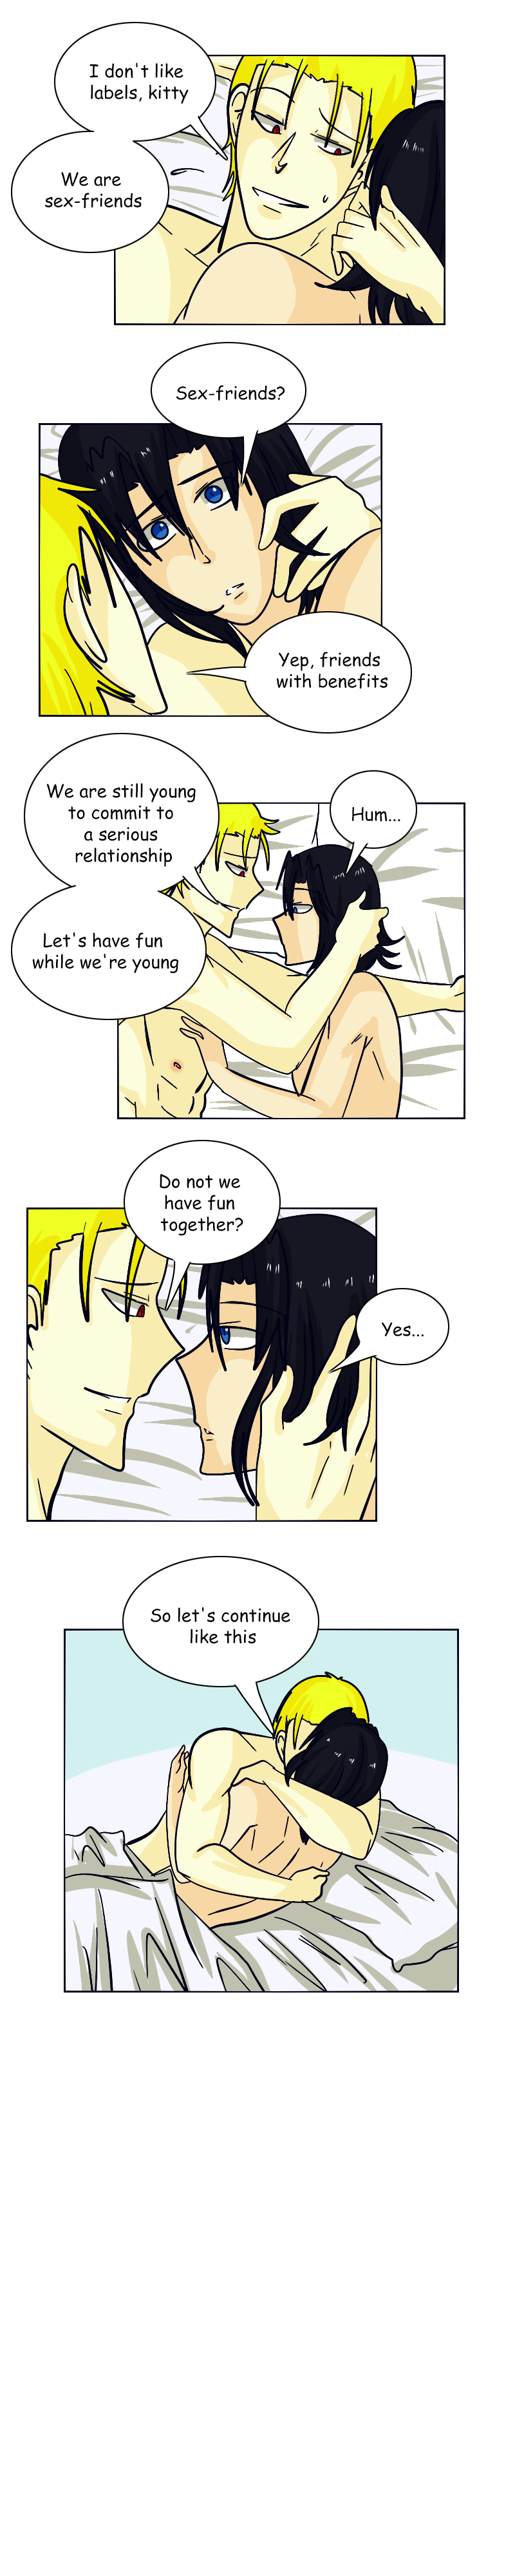 I don't like
labels, kitty
We are
sex-friends
Sex-friends?
Yep, friends
with benefits
We are still young
to commit to
a serious
relationship
Hum...
Let's have fun
while we're young
Do not we
have fun
together?
Yes...
So let's continue
like this